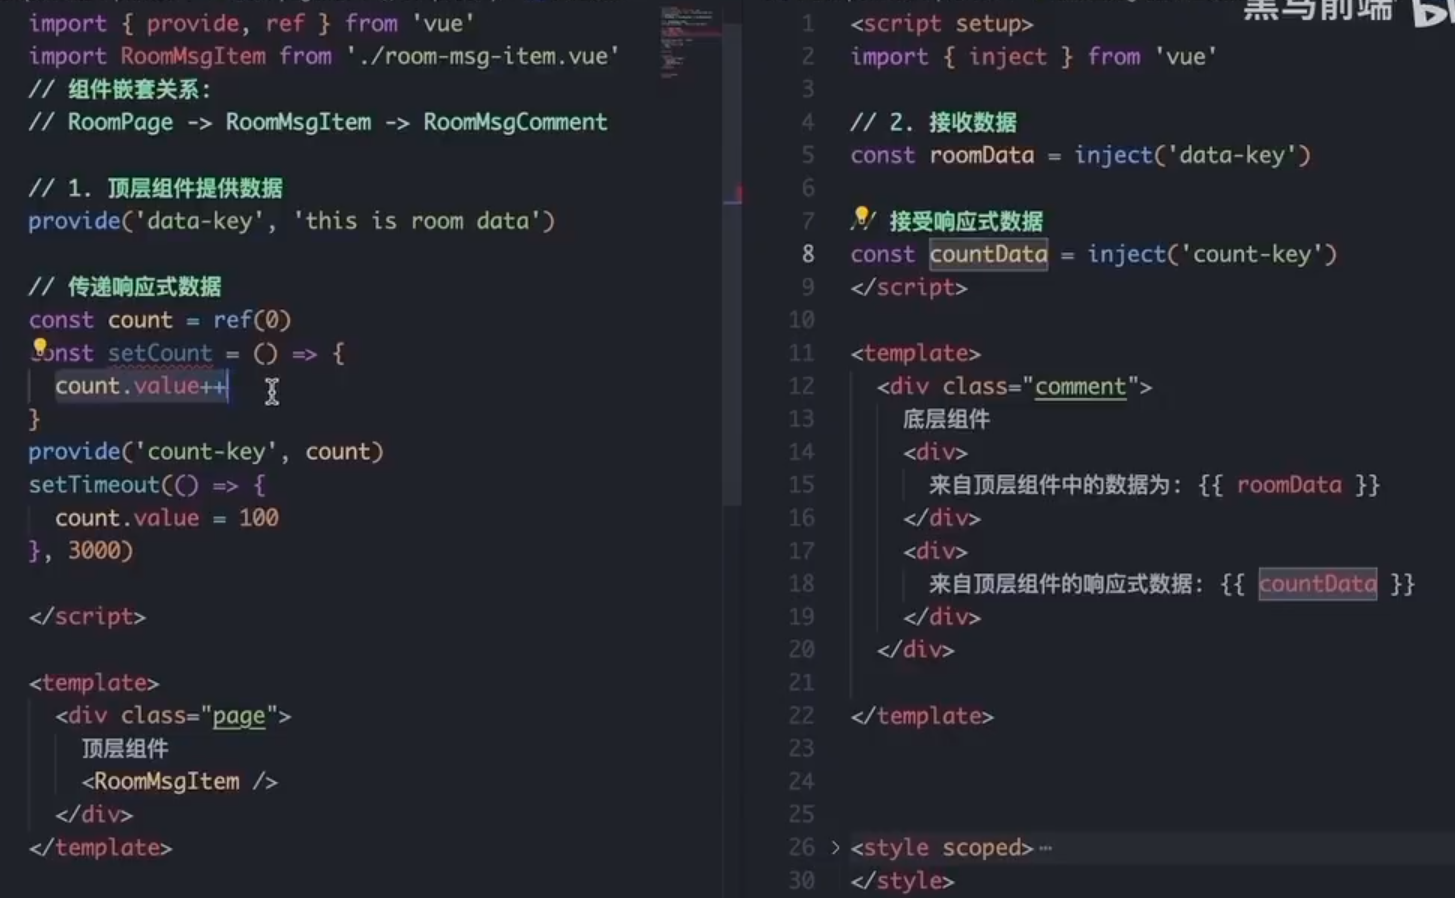 import { provide, ref } from 'vue'
import RoomMsgItem from './room-msg-item.vue'
// 组件嵌套关系:
// RoomPage -> RoomMsgItem -> RoomMsgComment
// 1. 顶层组件提供数据
provide('data-key', 'this is room data')
// 传递响应式数据
const count = ref(0)
const setCount = () => {
count.value++
}
provide('count-key', count)
setTimeout(() => {
count.value = 100
}, 3000)
</script>
<template>
<div class="page">
顶层组件
<RoomMsgItem />
</div>
</template>
黑马前端
1 <script setup>
2 import { inject } from 'vue'
3
4 // 2. 接收数据
5 const roomData = inject('data-key')
6
7 // 接受响应式数据
8 const countData = inject('count-key')
9 </script>
10
11 <template>
12 <div class="comment">
13 底层组件
14 <div>
15 来自顶层组件中的数据为: {{ roomData }}
16 </div>
17 <div>
18 来自顶层组件的响应式数据: {{ countData }}
19 </div>
20 </div>
21
22 </template>
23
24
25
26 <style scoped>⋯
30 </style>